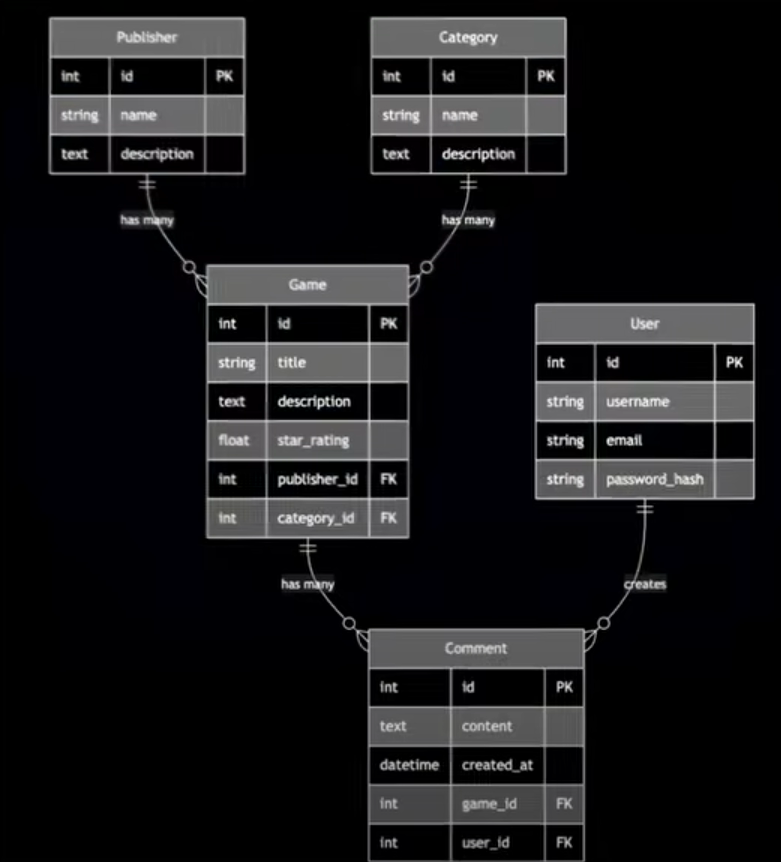 Publisher
int id PK
string name
text description
Category
int id PK
string name
text description
has many
has many
Game
int id PK
string title
text description
float star_rating
int publisher_id FK
int category_id FK
User
int id PK
string username
string email
string password_hash
has many
creates
Comment
int id PK
text content
datetime created_at
int game_id FK
int user_id FK